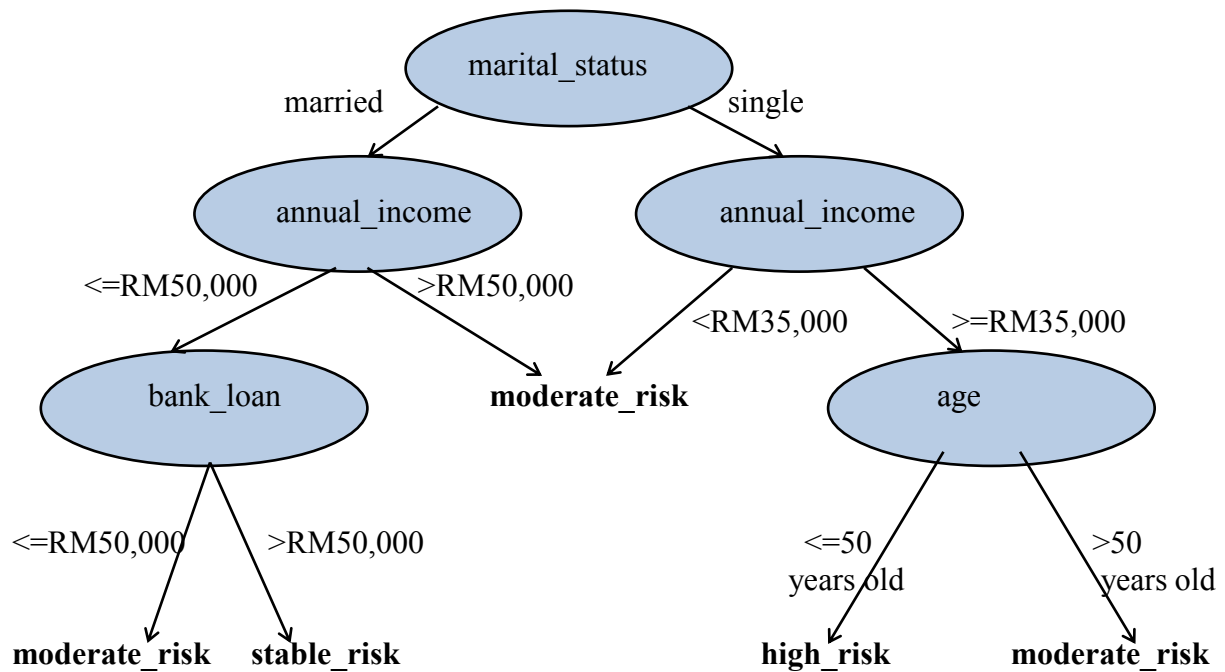 marital_status
married
single
annual_income
annual_income
<=RM50,000
>RM50,000
<RM35,000
>=RM35,000
bank_loan
moderate_risk
age
<=RM50,000
>RM50,000
<=50
years old
>50
years old
moderate_risk
stable_risk
high_risk
moderate_risk